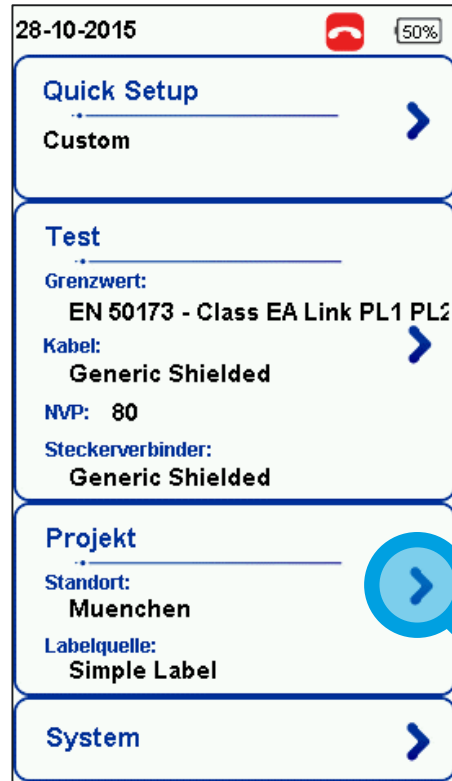 28-10-2015
50%
Quick Setup
Custom
Test
Grenzwert:
EN 50173 - Class EA Link PL1 PL2
Kabel:
Generic Shielded
NVP: 80
Steckerverbinder:
Generic Shielded
Projekt
Standort:
Muenchen
Labelquelle:
Simple Label
System